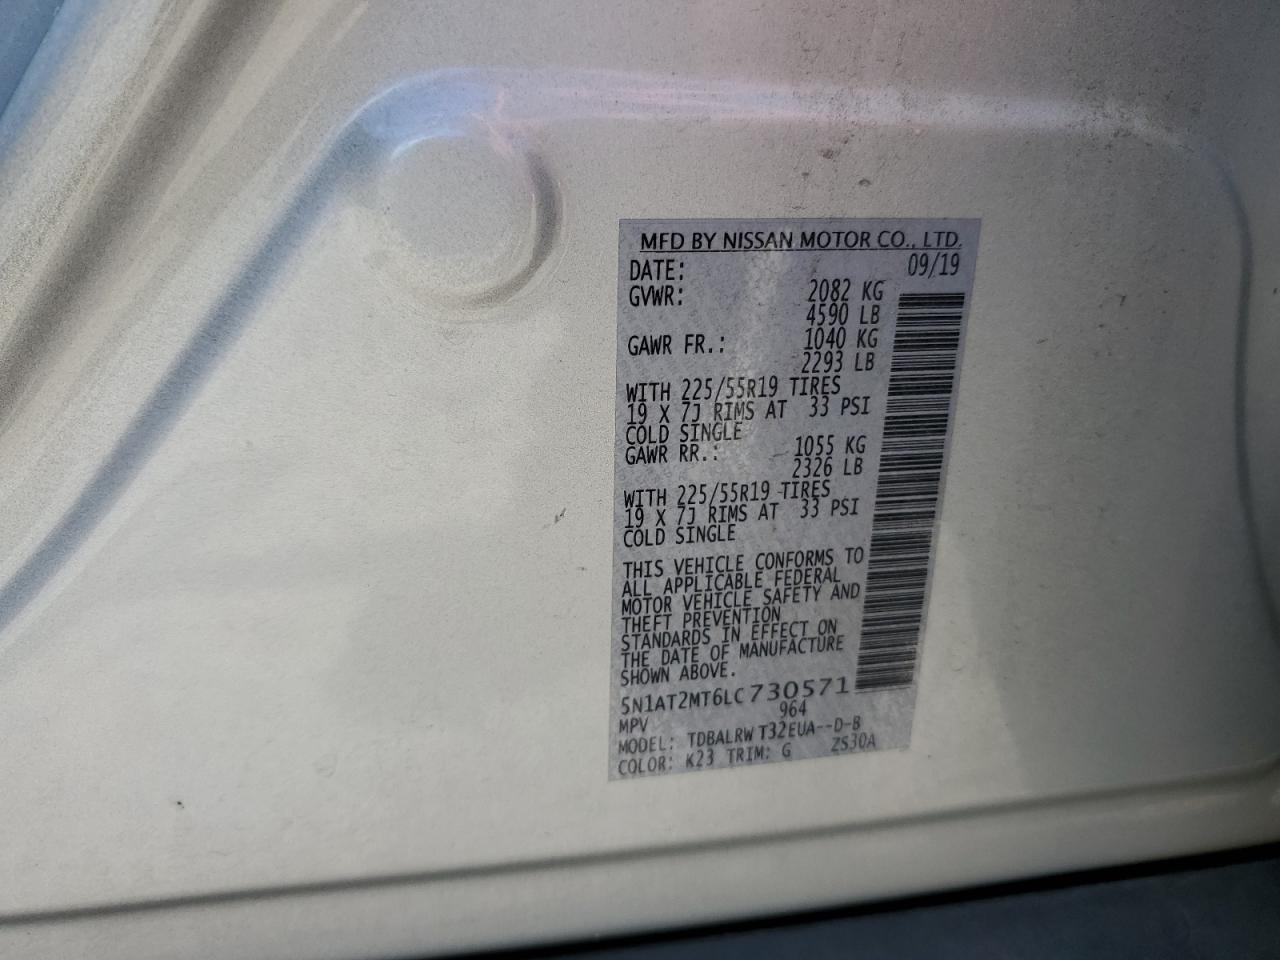 MFD BY NISSAN MOTOR CO., LTD.
DATE: 09/19
GVWR: 2082 KG
4590 LB
GAWR FR.: 1040 KG
2293 LB
WITH 225/55R19 TIRES
19 X 7J RIMS AT 33 PSI
COLD SINGLE
GAWR RR.: 1055 KG
2326 LB
WITH 225/55R19 TIRES
19 X 7J RIMS AT 33 PSI
COLD SINGLE
THIS VEHICLE CONFORMS TO
ALL APPLICABLE FEDERAL
MOTOR VEHICLE SAFETY AND
THEFT PREVENTION
STANDARDS IN EFFECT ON
THE DATE OF MANUFACTURE
SHOWN ABOVE.
5N1AT2MT6LC730571
MPV 964
MODEL: TDBALRW T32EUA--D-B
COLOR: K23 TRIM: G ZS30A